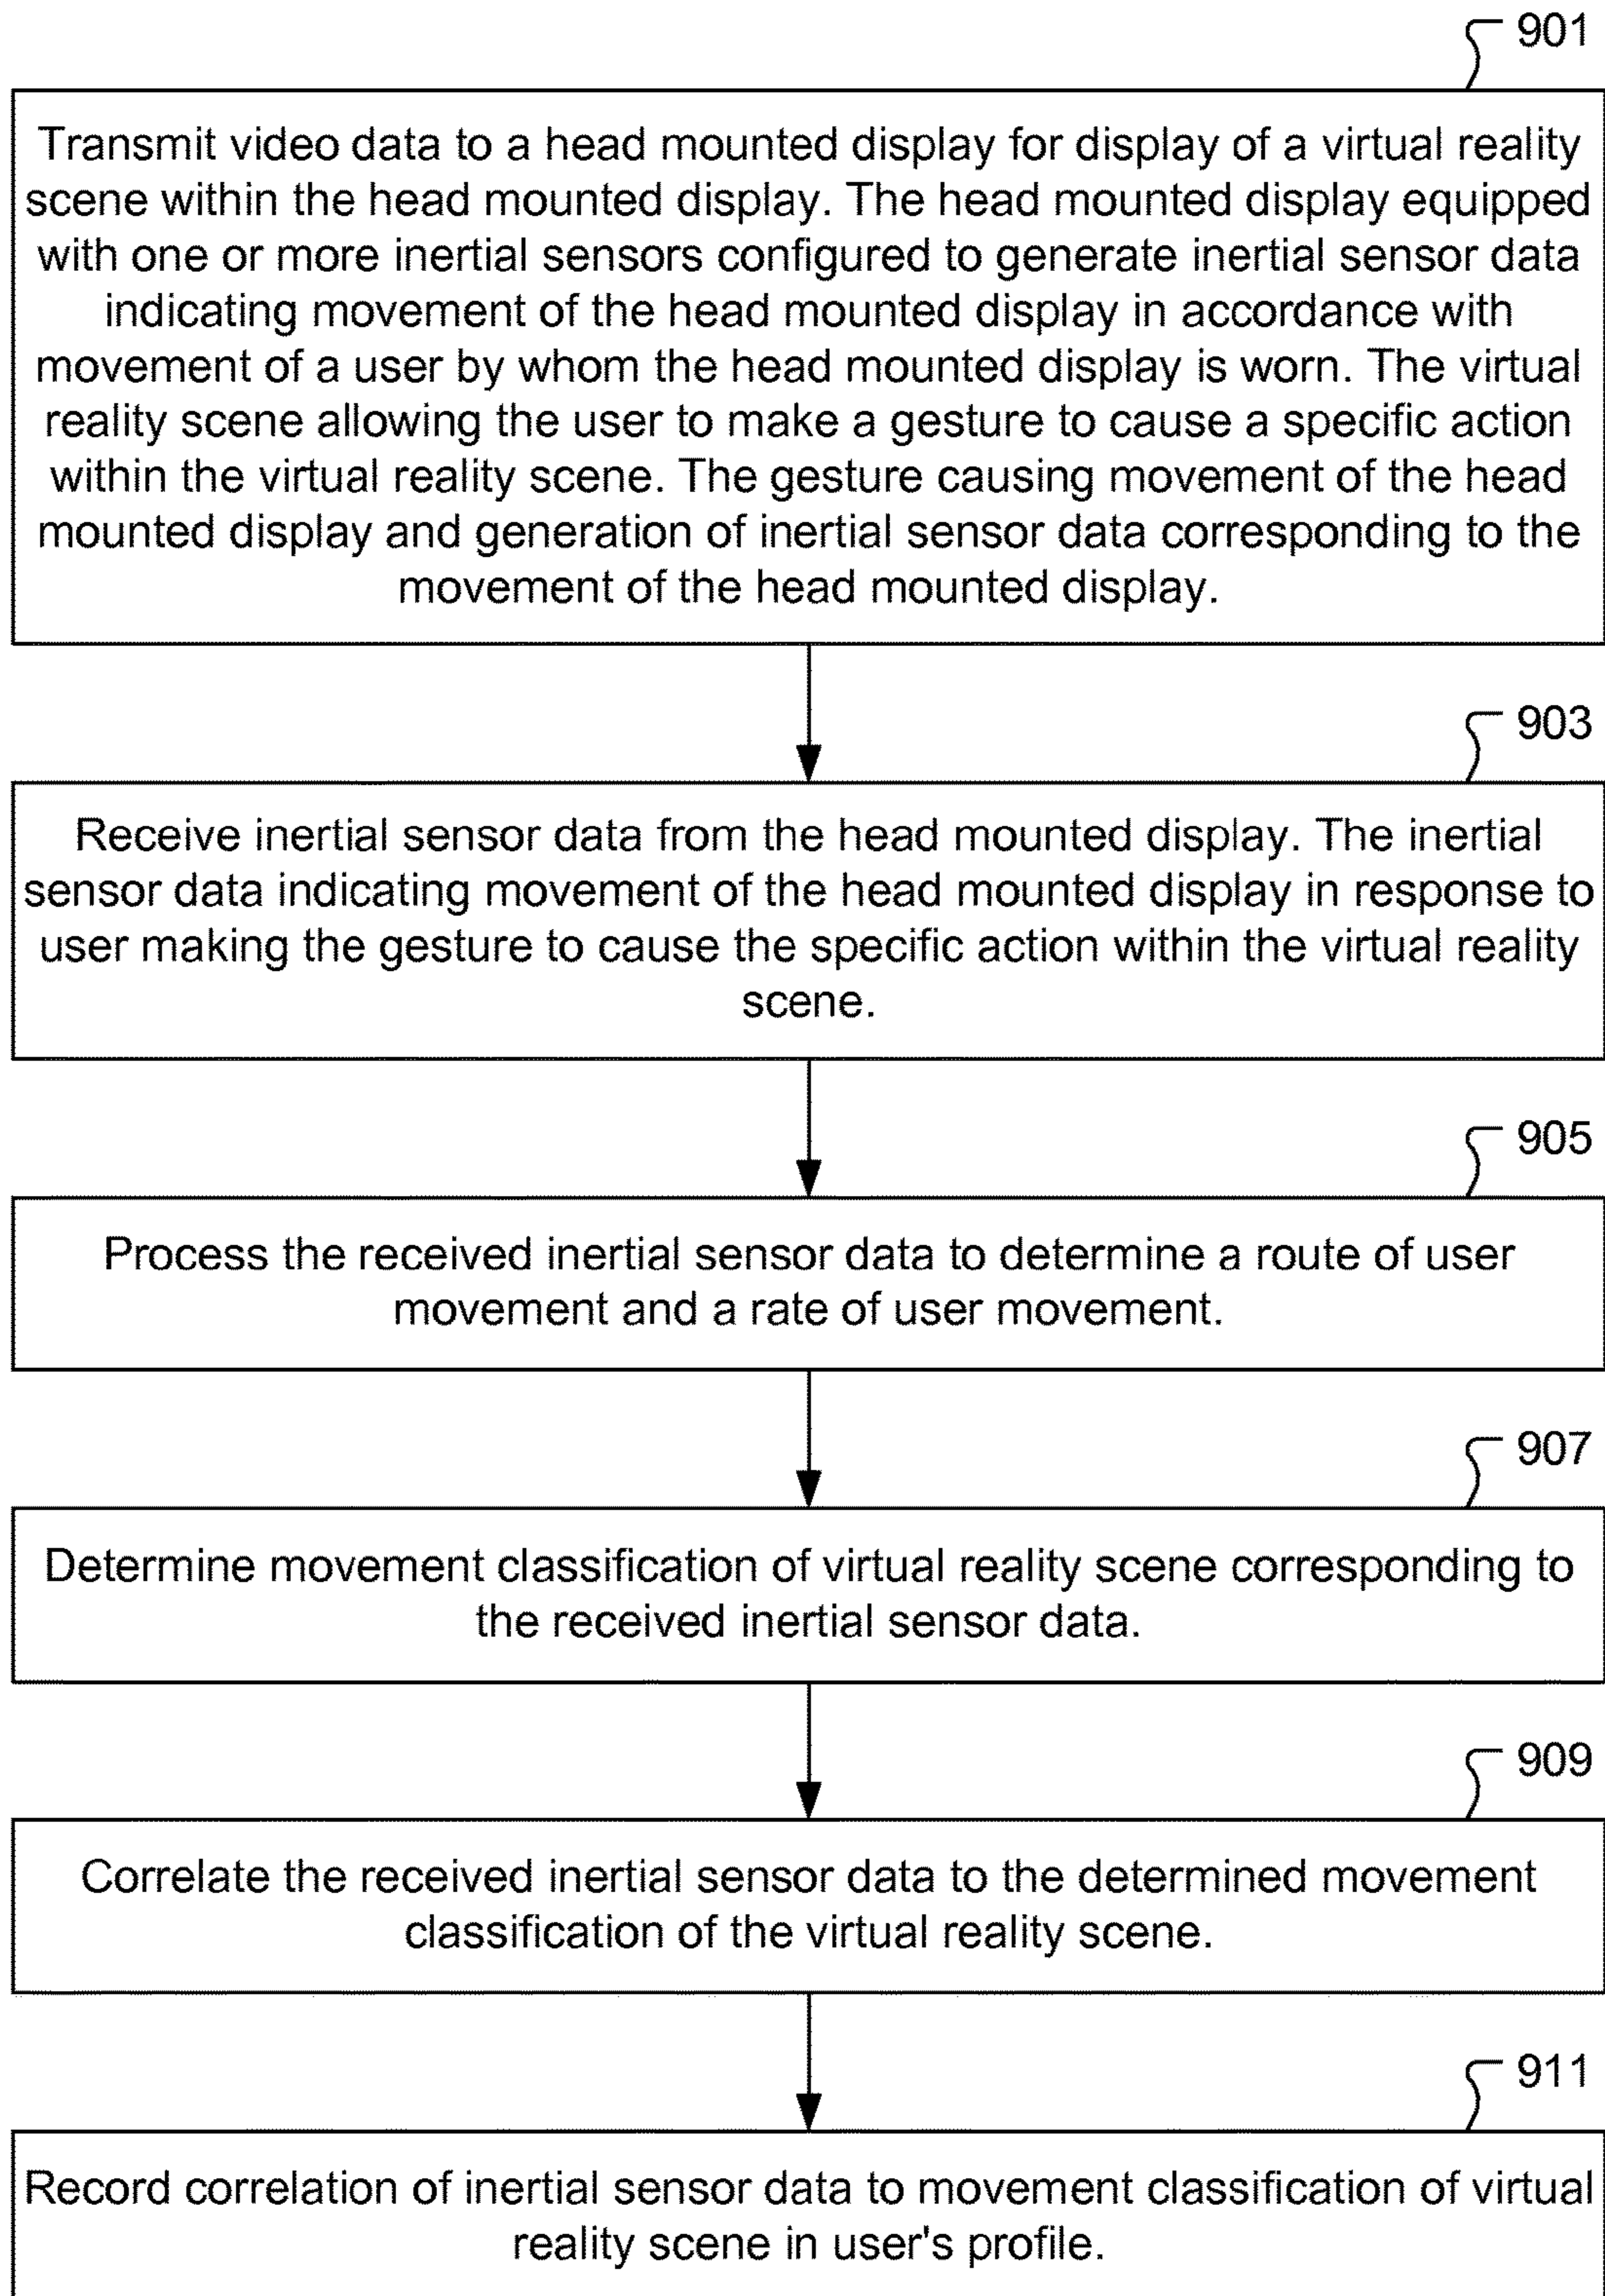 901
Transmit video data to a head mounted display for display of a virtual reality
scene within the head mounted display. The head mounted display equipped
with one or more inertial sensors configured to generate inertial sensor data
indicating movement of the head mounted display in accordance with
movement of a user by whom the head mounted display is worn. The virtual
reality scene allowing the user to make a gesture to cause a specific action
within the virtual reality scene. The gesture causing movement of the head
mounted display and generation of inertial sensor data corresponding to the
movement of the head mounted display.
903
Receive inertial sensor data from the head mounted display. The inertial
sensor data indicating movement of the head mounted display in response to
user making the gesture to cause the specific action within the virtual reality
scene.
905
Process the received inertial sensor data to determine a route of user
movement and a rate of user movement.
907
Determine movement classification of virtual reality scene corresponding to
the received inertial sensor data.
909
Correlate the received inertial sensor data to the determined movement
classification of the virtual reality scene.
911
Record correlation of inertial sensor data to movement classification of virtual
reality scene in user's profile.